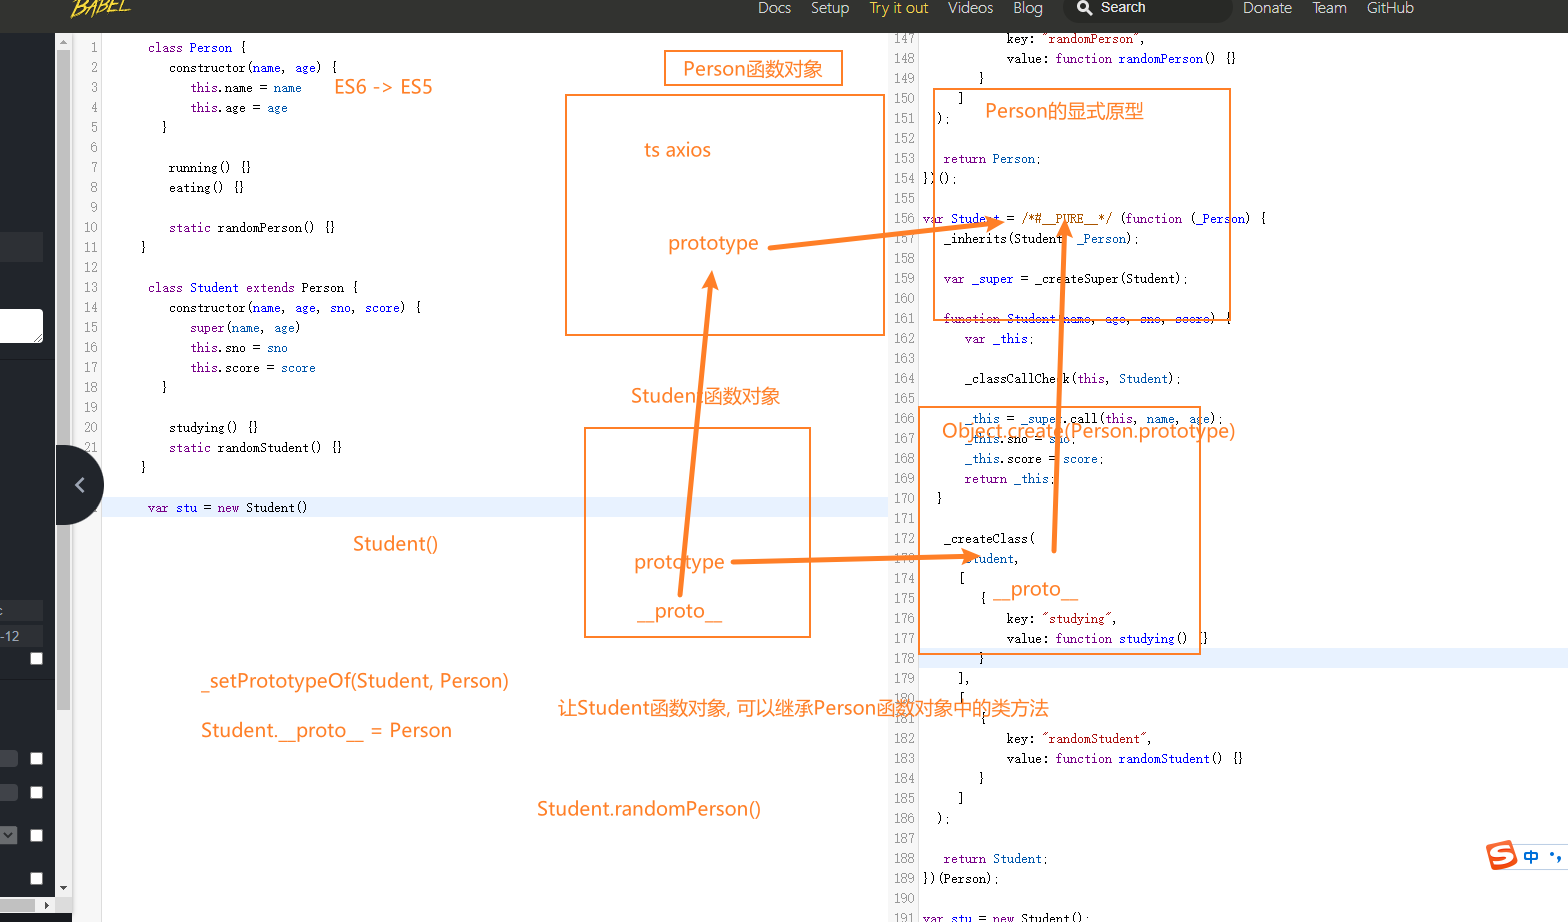 BABEL
Docs Setup Try it out Videos Blog Search Donate Team GitHub
1 class Person {
2 constructor(name, age) {
3 this.name = name
4 this.age = age
5 }
6
7 running() {}
8 eating() {}
9
10 static randomPerson() {}
11 }
12
13 class Student extends Person {
14 constructor(name, age, sno, score) {
15 super(name, age)
16 this.sno = sno
17 this.score = score
18 }
19
20 studying() {}
21 static randomStudent() {}
}
var stu = new Student()
ES6 -> ES5
Person函数对象
ts axios
prototype
Student函数对象
prototype
__proto__
Student()
_setPrototypeOf(Student, Person)
Student.__proto__ = Person
让Student函数对象, 可以继承Person函数对象中的类方法
Student.randomPerson()
Person的显式原型
Object.create(Person.prototype)
__proto__
147 key: "randomPerson",
148 value: function randomPerson() {}
149 }
150 ]
151 );
152
153 return Person;
154 })();
155
156 var Student = /*#__PURE__*/ (function (_Person) {
157 _inherits(Student, _Person);
158
159 var _super = _createSuper(Student);
160
161 function Student(name, age, sno, score) {
162 var _this;
163
164 _classCallCheck(this, Student);
165
166 _this = _super.call(this, name, age);
167 _this.sno = sno;
168 _this.score = score;
169 return _this;
170 }
171
172 _createClass(
173 Student,
174 [
175 {
176 key: "studying",
177 value: function studying() {}
178 }
179 ],
180 [
181 {
182 key: "randomStudent",
183 value: function randomStudent() {}
184 }
185 ]
186 );
187
188 return Student;
189 })(Person);
190
191 var stu = new Student();
c
-12
S 中